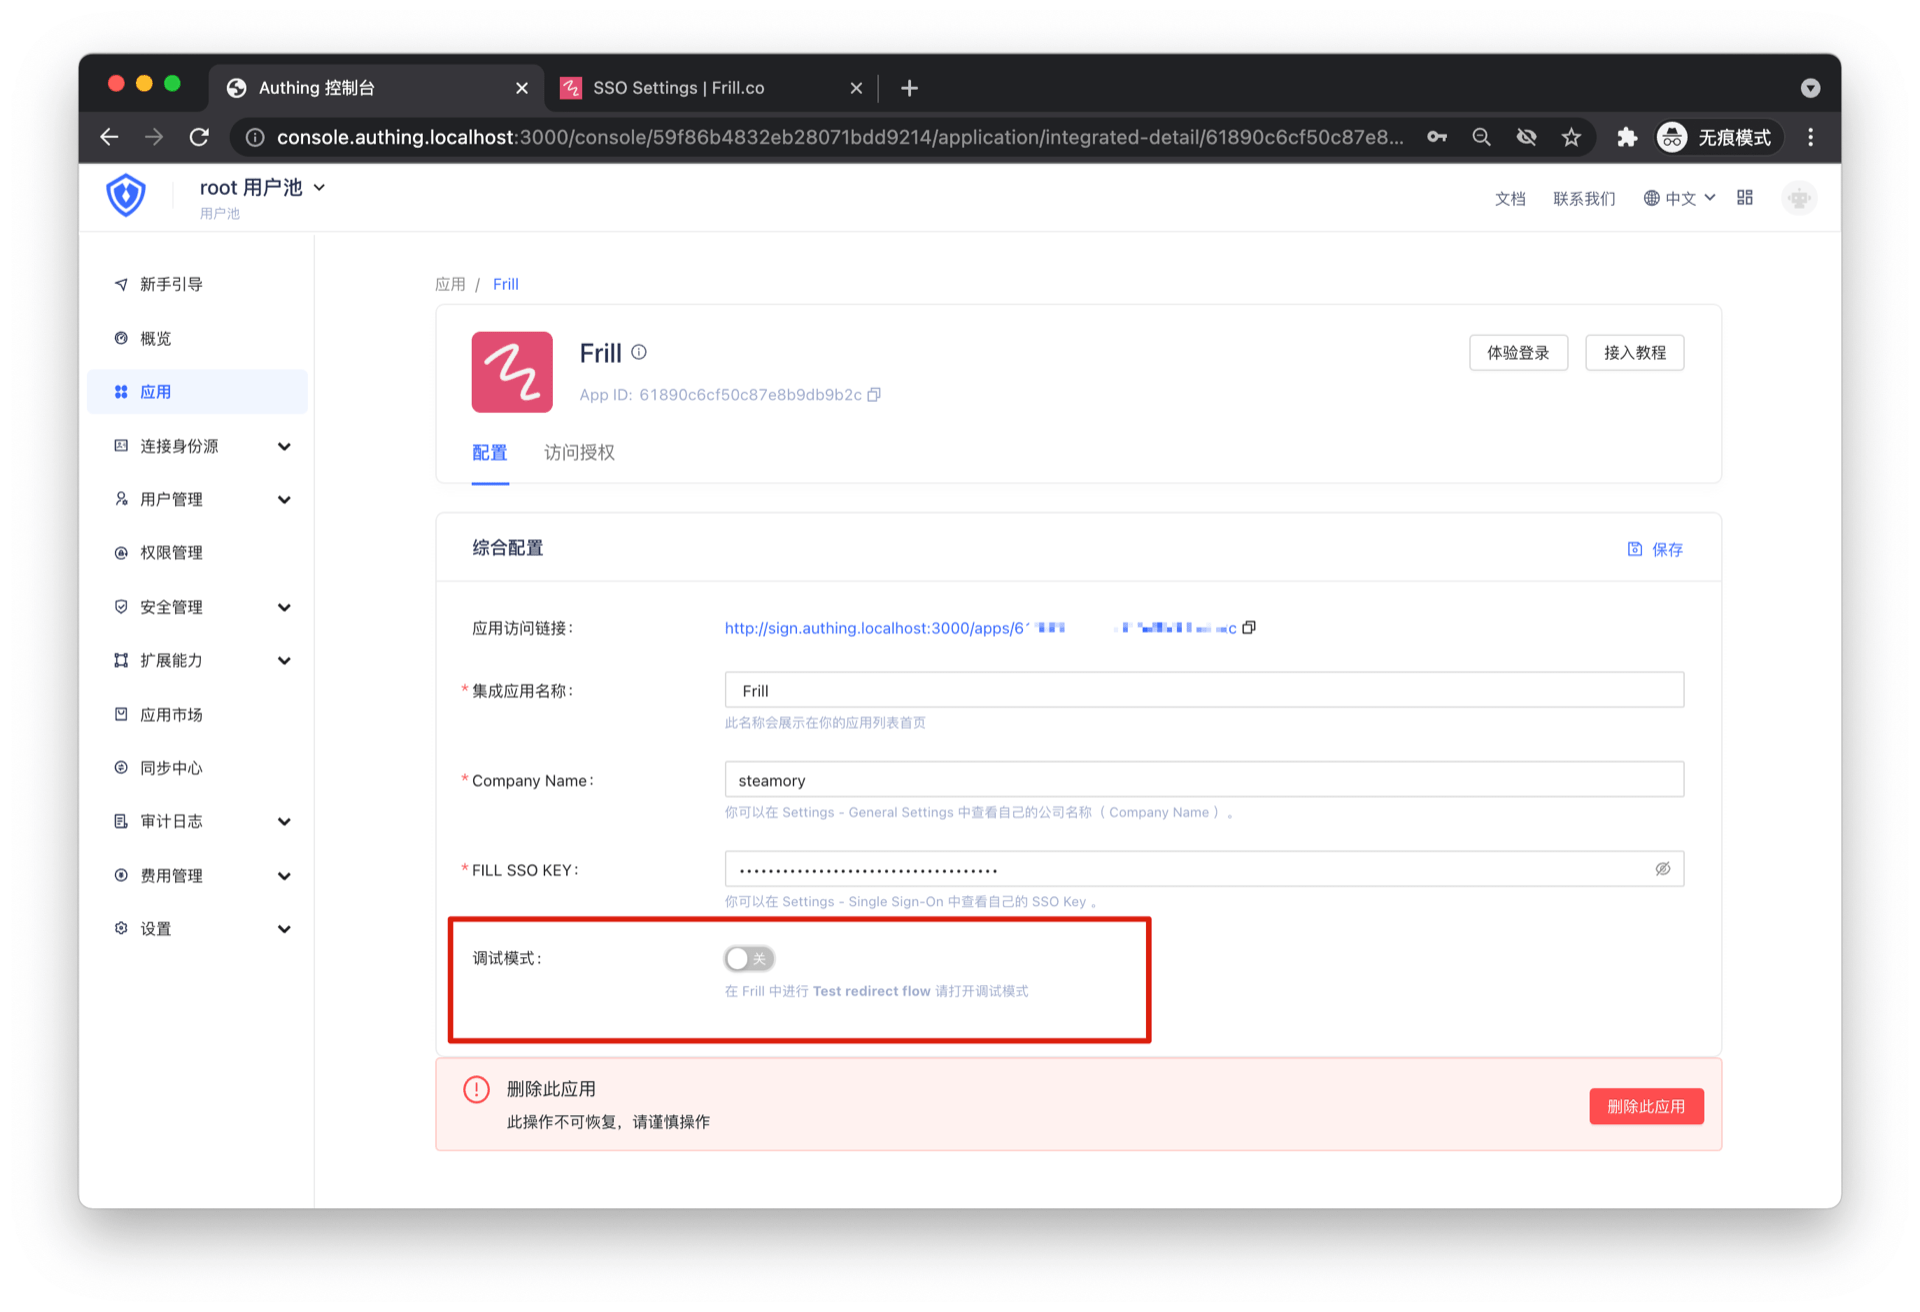 Authing 控制台
SSO Settings | Frill.co
console.authing.localhost:3000/console/59f86b4832eb28071bdd9214/application/integrated-detail/61890c6cf50c87e8...
无痕模式
root 用户池
用户池
文档
联系我们
中文
新手引导
概览
应用
连接身份源
用户管理
权限管理
安全管理
扩展能力
应用市场
同步中心
审计日志
费用管理
设置
应用 / Frill
Frill
App ID: 61890c6cf50c87e8b9db9b2c
体验登录
接入教程
配置
访问授权
综合配置
保存
应用访问链接:
http://sign.authing.localhost:3000/apps/6
c
* 集成应用名称:
Frill
此名称会展示在你的应用列表首页
* Company Name:
steamory
你可以在 Settings - General Settings 中查看自己的公司名称（ Company Name ）。
* FILL SSO KEY:
你可以在 Settings - Single Sign-On 中查看自己的 SSO Key 。
调试模式:
关
在 Frill 中进行 Test redirect flow 请打开调试模式
删除此应用
此操作不可恢复，请谨慎操作
删除此应用